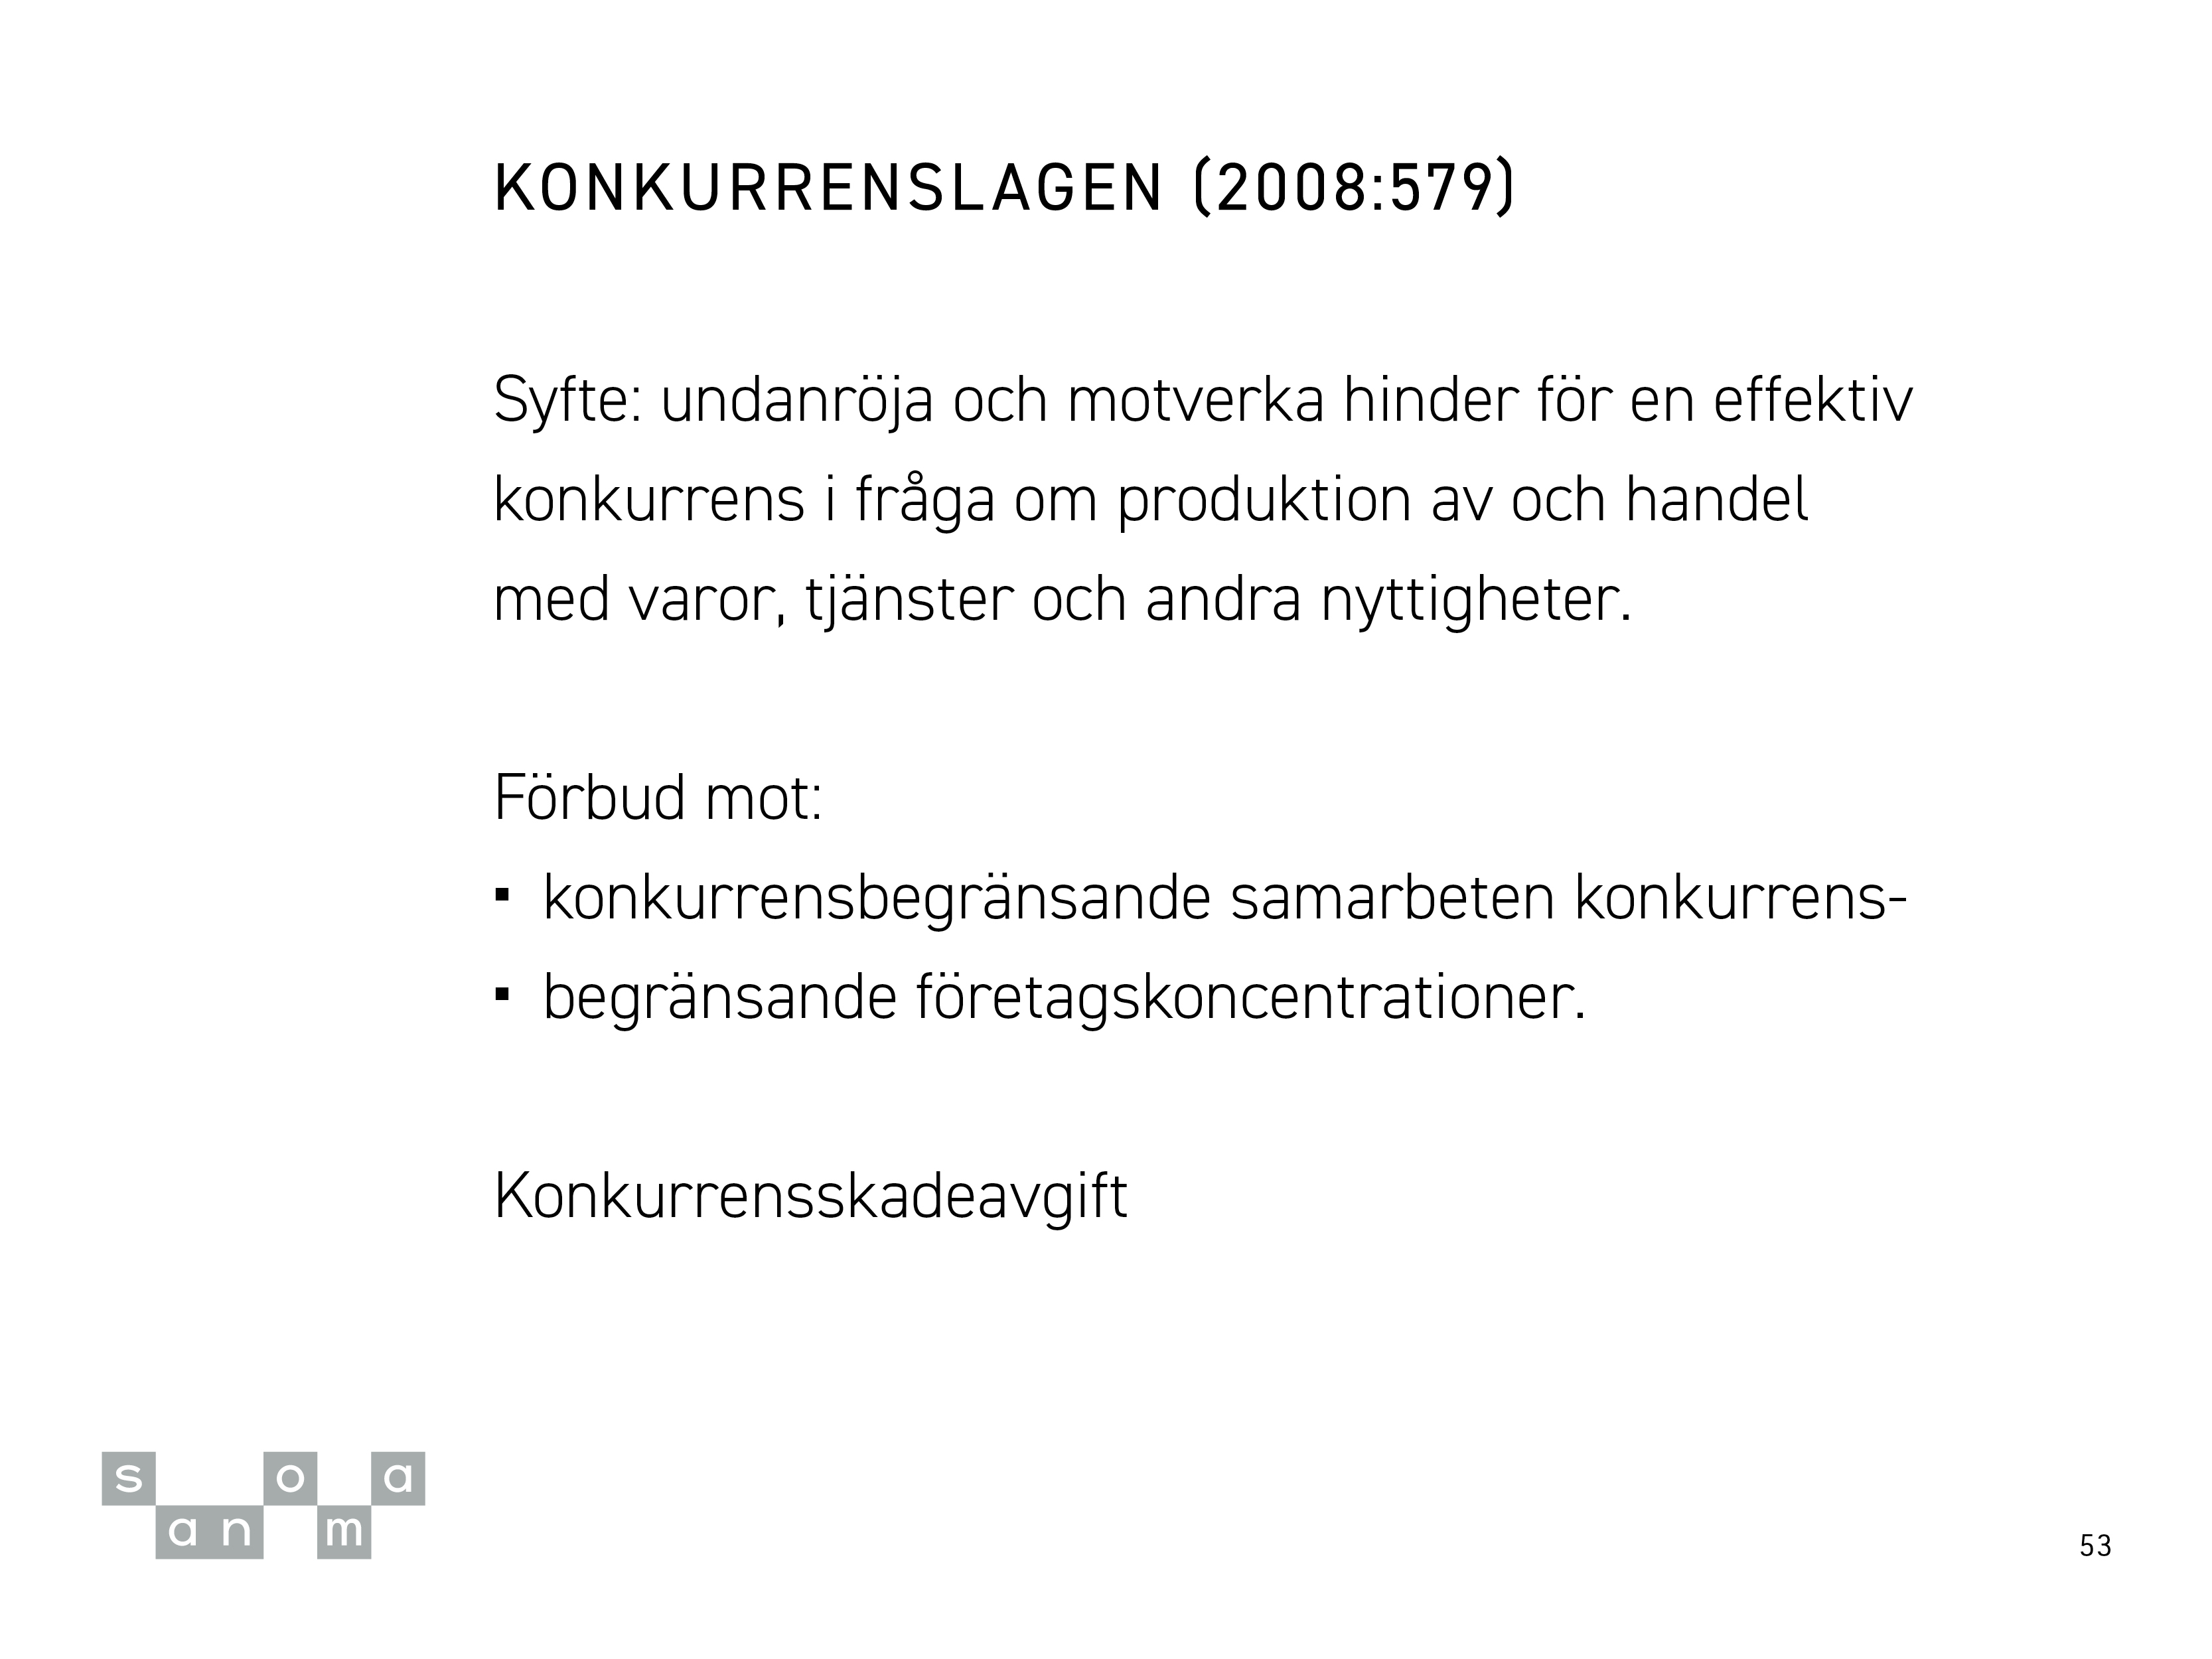 KONKURRENSLAGEN (2008:579)
Syfte: undanröja och motverka hinder för en effektiv
konkurrens i fråga om produktion av och handel
med varor, tjänster och andra nyttigheter.
Förbud mot:
▪ konkurrensbegränsande samarbeten konkurrens-
▪ begränsande företagskoncentrationer.
Konkurrensskadeavgift
sanoma
53